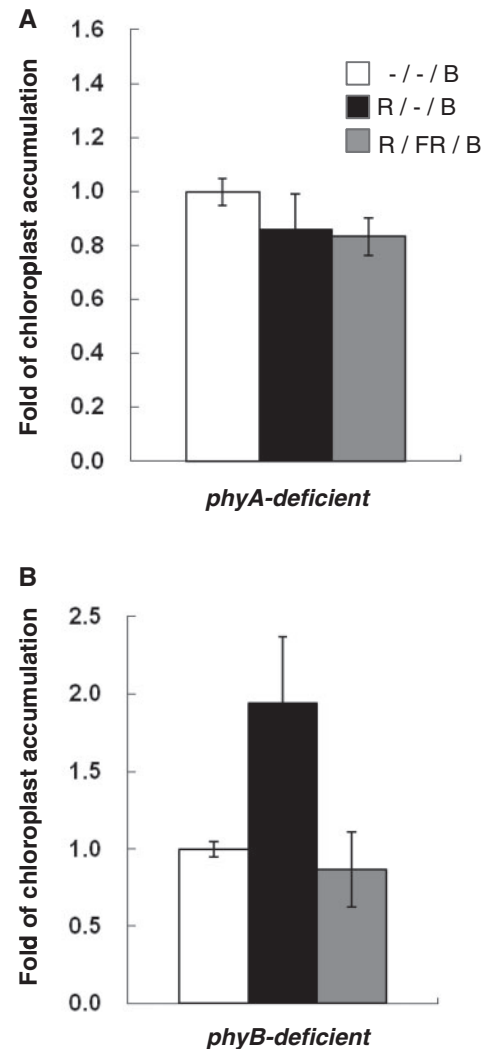 A
Fold of chloroplast accumulation
1.6
1.4
1.2
1.0
0.8
0.6
0.4
0.2
0.0
- / - / B
R / - / B
R / FR / B
phyA-deficient
B
Fold of chloroplast accumulation
2.5
2.0
1.5
1.0
0.5
0.0
phyB-deficient